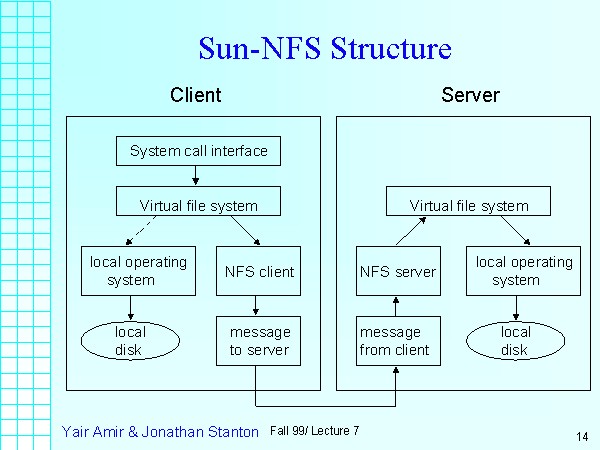 Sun-NFS Structure
Client
Server
System call interface
Virtual file system
local operating
system
NFS client
local
disk
message
to server
Virtual file system
NFS server
local operating
system
message
from client
local
disk
Yair Amir & Jonathan Stanton Fall 99/ Lecture 7
14